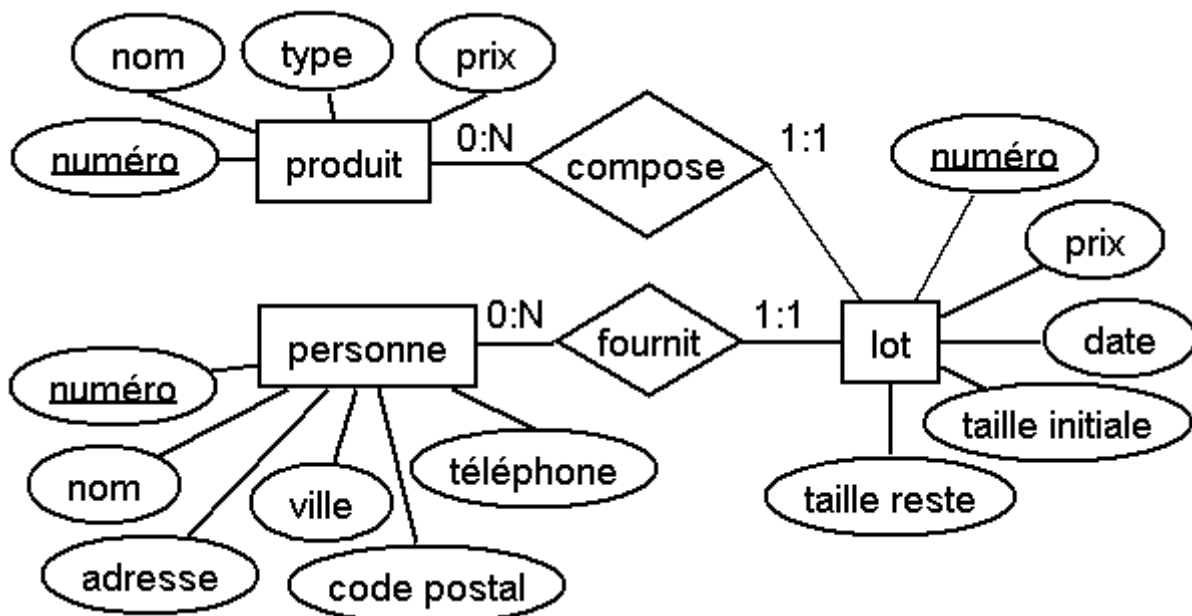 nom
type
prix
numéro
produit
0:N
compose
1:1
numéro
prix
personne
0:N
fournit
1:1
lot
date
numéro
nom
adresse
ville
code postal
téléphone
taille initiale
taille reste